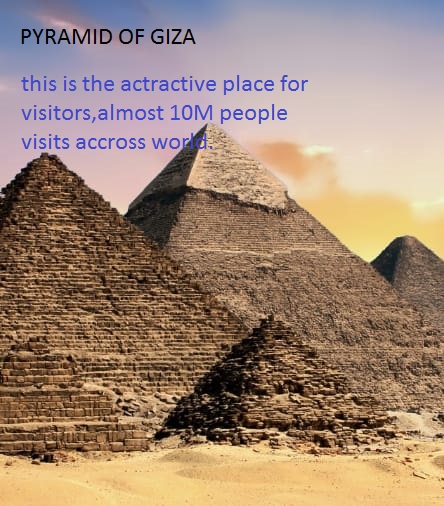 PYRAMID OF GIZA
this is the actractive place for
visitors,almost 10M people
visits accross world.